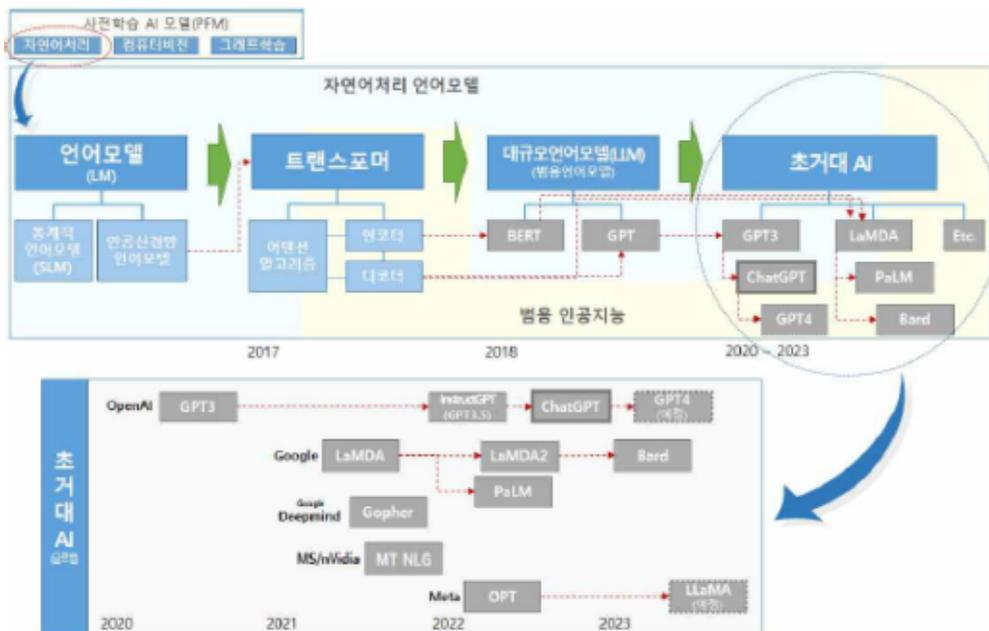 사전학습 AI 모델(PFM)
자연어처리 컴퓨터비전 그래프학습
자연어처리 언어모델
언어모델
(LM)
트랜스포머
대규모언어모델(LLM)
(범용언어모델)
초거대 AI
통계적
언어모델
(SLM)
인공신경망
언어모델
어텐션
알고리즘
인코더
디코더
BERT
GPT
GPT3
LaMDA
Etc.
ChatGPT
PaLM
GPT4
Bard
범용 인공지능
2017
2018
2020 ~ 2023
초거대 AI
(글로벌)
OpenAI
GPT3
InstructGPT
(GPT3.5)
ChatGPT
GPT4
(예정)
Google
LaMDA
LaMDA2
Bard
PaLM
Google
Deepmind
Gopher
MS/nVidia
MT NLG
Meta
OPT
LLaMA
(예정)
2020
2021
2022
2023